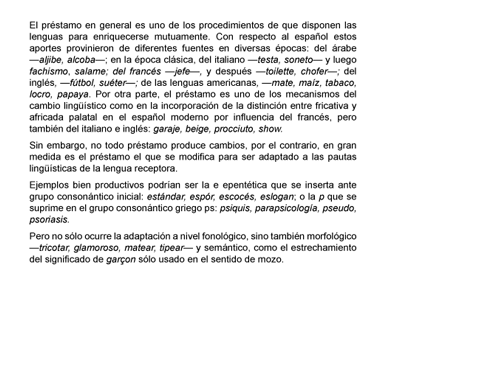 El préstamo en general es uno de los procedimientos de que disponen las
lenguas para enriquecerse mutuamente. Con respecto al español estos
aportes provinieron de diferentes fuentes en diversas épocas: del árabe
—aljibe, alcoba—; en la época clásica, del italiano —testa, soneto— y luego
fachismo, salame; del francés —jefe—, y después —toilette, chofer—; del
inglés, —fútbol, suéter—; de las lenguas americanas, —mate, maíz, tabaco,
locro, papaya. Por otra parte, el préstamo es uno de los mecanismos del
cambio lingüístico como en la incorporación de la distinción entre fricativa y
africada palatal en el español moderno por influencia del francés, pero
también del italiano e inglés: garaje, beige, procciuto, show.
Sin embargo, no todo préstamo produce cambios, por el contrario, en gran
medida es el préstamo el que se modifica para ser adaptado a las pautas
lingüísticas de la lengua receptora.
Ejemplos bien productivos podrían ser la e epentética que se inserta ante
grupo consonántico inicial: estándar, espór, escocés, eslogan; o la p que se
suprime en el grupo consonántico griego ps: psiquis, parapsicología, pseudo,
psoriasis.
Pero no sólo ocurre la adaptación a nivel fonológico, sino también morfológico
—tricotar, glamoroso, matear, tipear— y semántico, como el estrechamiento
del significado de garçon sólo usado en el sentido de mozo.